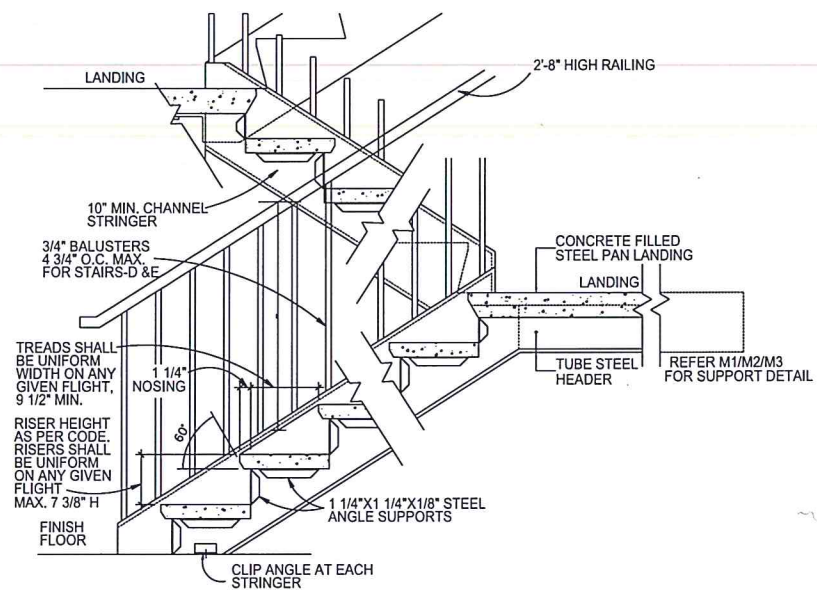 LANDING
2'-8" HIGH RAILING
10" MIN. CHANNEL
STRINGER
3/4" BALUSTERS
4 3/4" O.C. MAX.
FOR STAIRS-D &E
CONCRETE FILLED
STEEL PAN LANDING
LANDING
TREADS SHALL
BE UNIFORM
WIDTH ON ANY
GIVEN FLIGHT,
9 1/2" MIN.
1 1/4"
NOSING
TUBE STEEL
HEADER
REFER M1/M2/M3
FOR SUPPORT DETAIL
RISER HEIGHT
AS PER CODE.
RISERS SHALL
BE UNIFORM
ON ANY GIVEN
FLIGHT
MAX. 7 3/8" H
60°
1 1/4"X1 1/4"X1/8" STEEL
ANGLE SUPPORTS
FINISH
FLOOR
CLIP ANGLE AT EACH
STRINGER